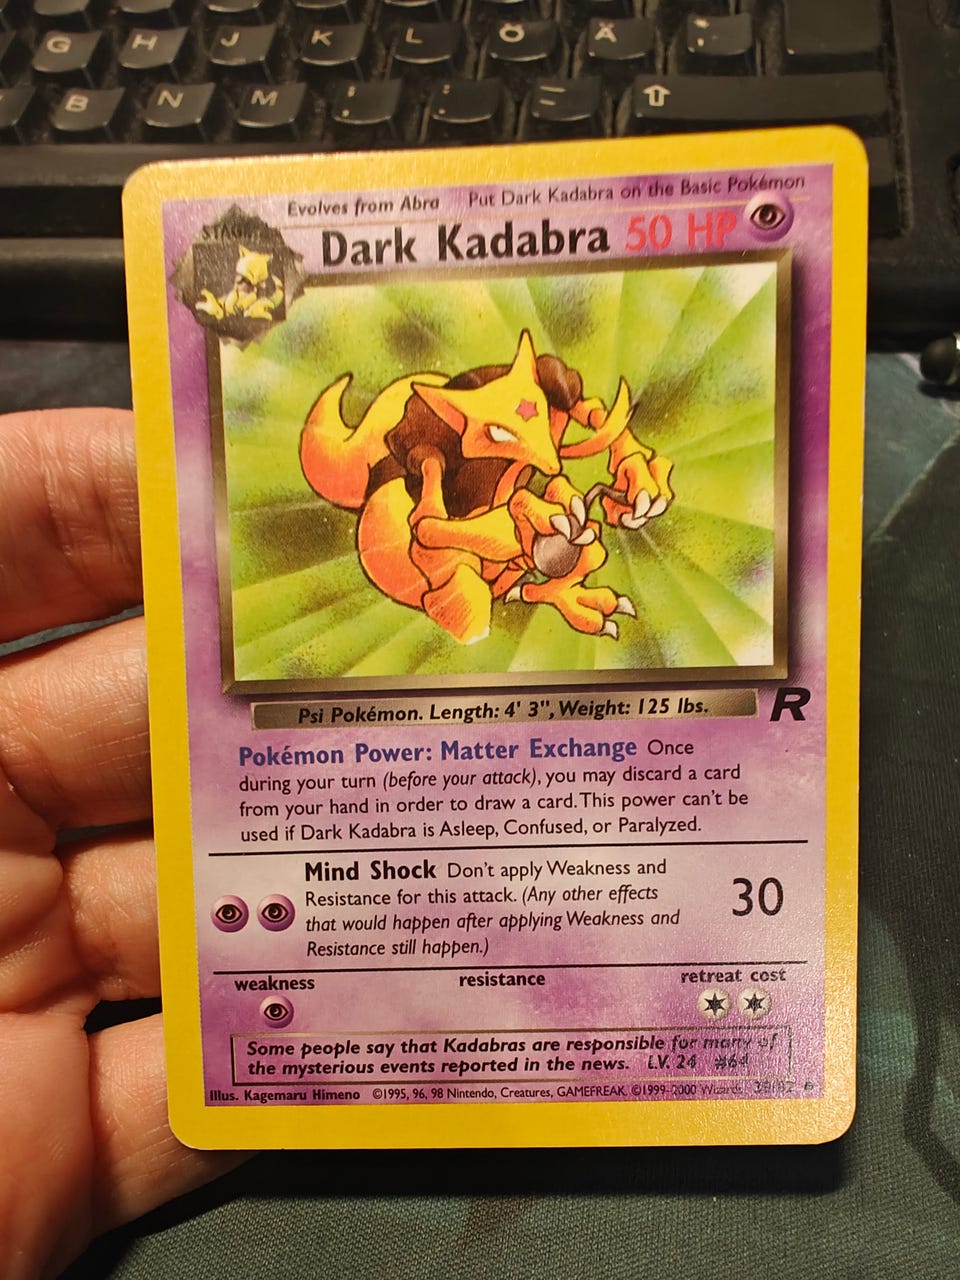 G H J K L Ö Ä ; *
B N M ; : - _ ⇧
Evolves from Abra Put Dark Kadabra on the Basic Pokémon
STAGE 1
Dark Kadabra 50 HP
Psi Pokémon. Length: 4' 3", Weight: 125 lbs.
R
Pokémon Power: Matter Exchange Once
during your turn (before your attack), you may discard a card
from your hand in order to draw a card. This power can't be
used if Dark Kadabra is Asleep, Confused, or Paralyzed.
Mind Shock Don't apply Weakness and
Resistance for this attack. (Any other effects
that would happen after applying Weakness and
Resistance still happen.)
30
weakness resistance retreat cost
Some people say that Kadabras are responsible for many of
the mysterious events reported in the news. LV. 24 #64
Illus. Kagemaru Himeno ©1995, 96, 98 Nintendo, Creatures, GAMEFREAK. ©1999-2000 Wizards 39/82